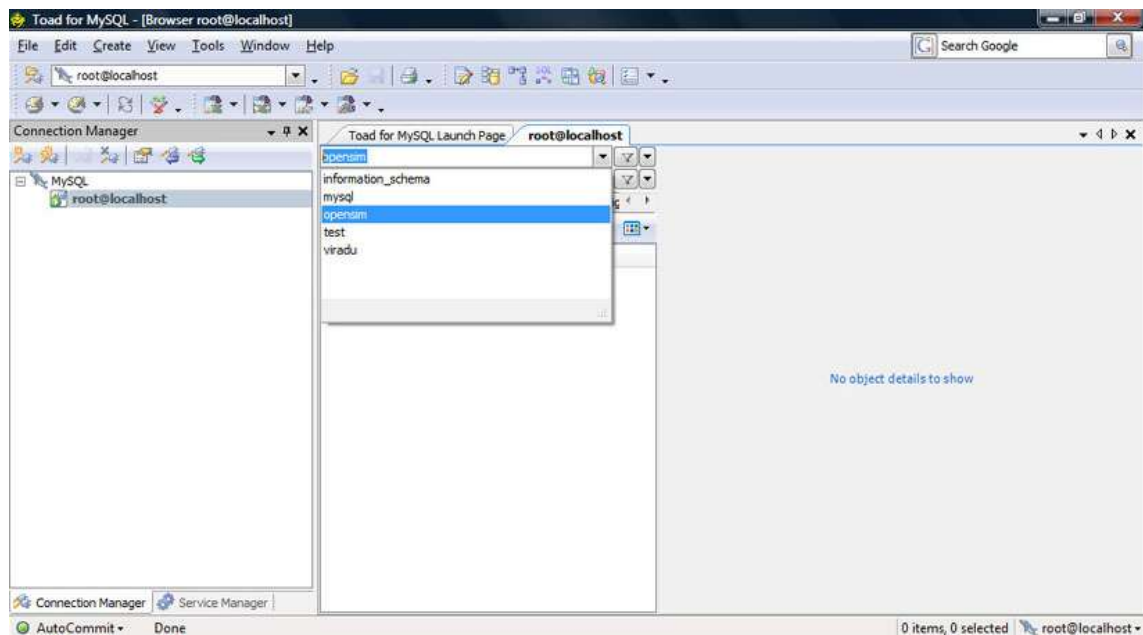 Toad for MySQL - [Browser root@localhost]
File Edit Create View Tools Window Help
Search Google
root@localhost
Connection Manager
Toad for MySQL Launch Page
root@localhost
opensim
MySQL
root@localhost
information_schema
mysql
opensim
test
viradu
No object details to show
Connection Manager
Service Manager
AutoCommit
Done
0 items, 0 selected
root@localhost